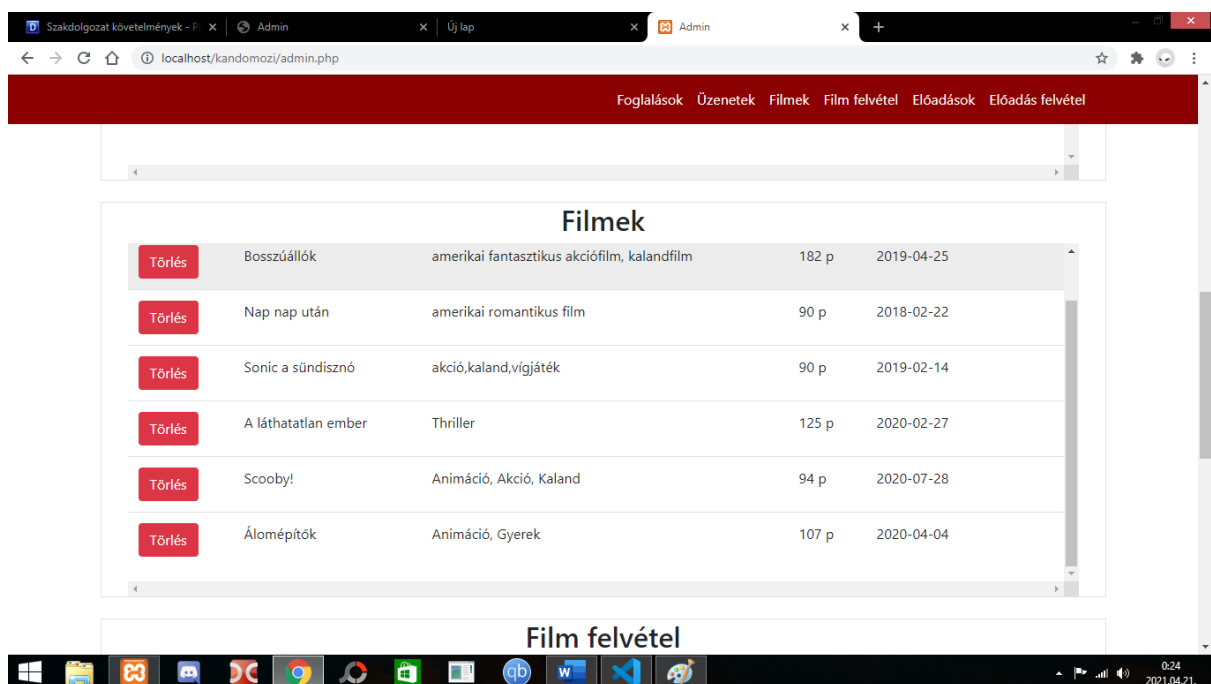 Szakdolgozat követelmények - P
Admin
Új lap
Admin
localhost/kandomozi/admin.php
Foglalások Üzenetek Filmek Film felvétel Előadások Előadás felvétel
Filmek
Törlés Bosszúállók amerikai fantasztikus akciófilm, kalandfilm 182 p 2019-04-25
Törlés Nap nap után amerikai romantikus film 90 p 2018-02-22
Törlés Sonic a sündisznó akció,kaland,vígjáték 90 p 2019-02-14
Törlés A láthatatlan ember Thriller 125 p 2020-02-27
Törlés Scooby! Animáció, Akció, Kaland 94 p 2020-07-28
Törlés Álomépítők Animáció, Gyerek 107 p 2020-04-04
Film felvétel
qb
W
0:24
2021.04.21.